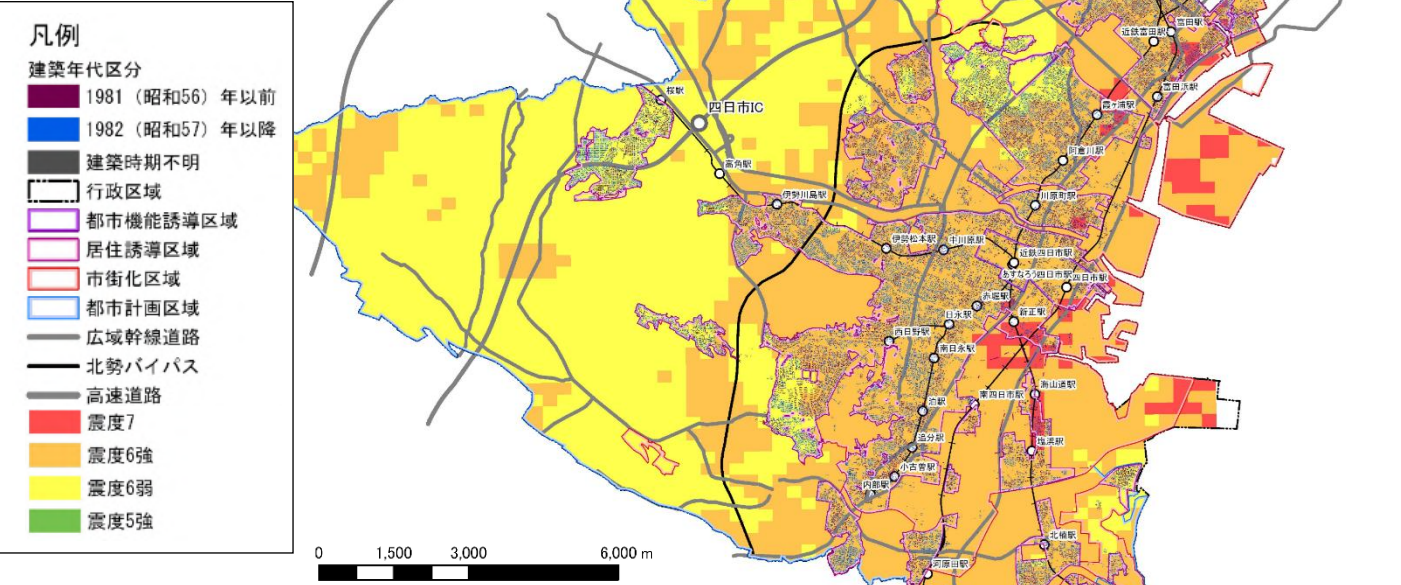 凡例
建築年代区分
1981（昭和56）年以前
1982（昭和57）年以降
建築時期不明
行政区域
都市機能誘導区域
居住誘導区域
市街化区域
都市計画区域
広域幹線道路
北勢バイパス
高速道路
震度7
震度6強
震度6弱
震度5強
富田駅
近鉄富田駅
桜駅
四日市IC
富田浜駅
霞ヶ浦駅
阿倉川駅
高角駅
伊勢川島駅
川原町駅
伊勢松本駅
中川原駅
近鉄四日市駅
あすなろう四日市駅
四日市駅
赤堀駅
新正駅
日永駅
西日野駅
南日永駅
海山道駅
泊駅
南四日市駅
追分駅
塩浜駅
小古曽駅
内部駅
北楠駅
河原田駅
0 1,500 3,000 6,000 m